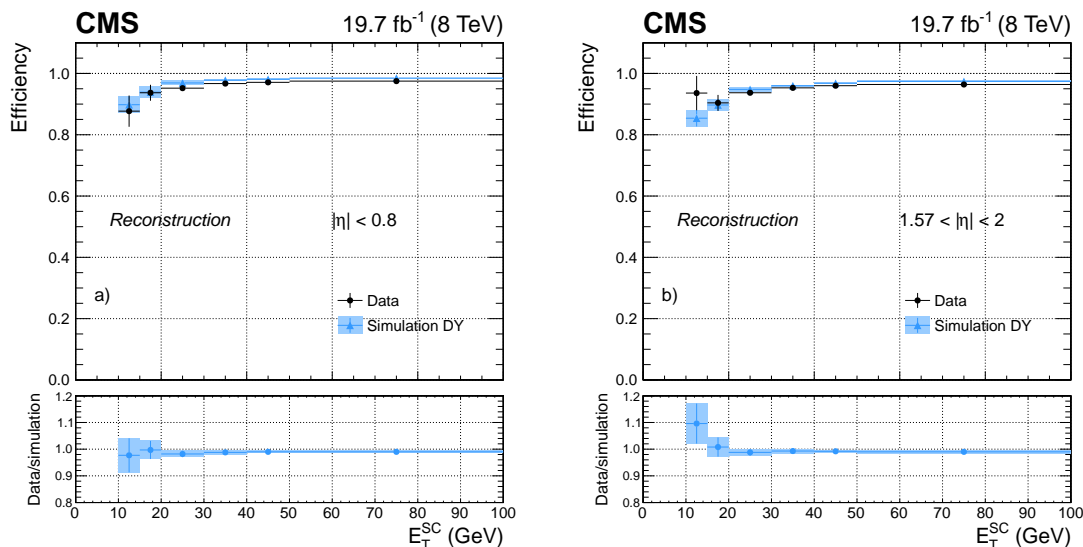 CMS 19.7 fb⁻¹ (8 TeV)
Efficiency
1.0
0.8
0.6
0.4
0.2
0.0
Reconstruction |η| < 0.8
a)
Data
Simulation DY
Data/simulation
1.2
1.1
1.0
0.9
0.8
0 10 20 30 40 50 60 70 80 90 100
E_T^SC (GeV)
CMS 19.7 fb⁻¹ (8 TeV)
Efficiency
1.0
0.8
0.6
0.4
0.2
0.0
Reconstruction 1.57 < |η| < 2
b)
Data
Simulation DY
Data/simulation
1.2
1.1
1.0
0.9
0.8
0 10 20 30 40 50 60 70 80 90 100
E_T^SC (GeV)